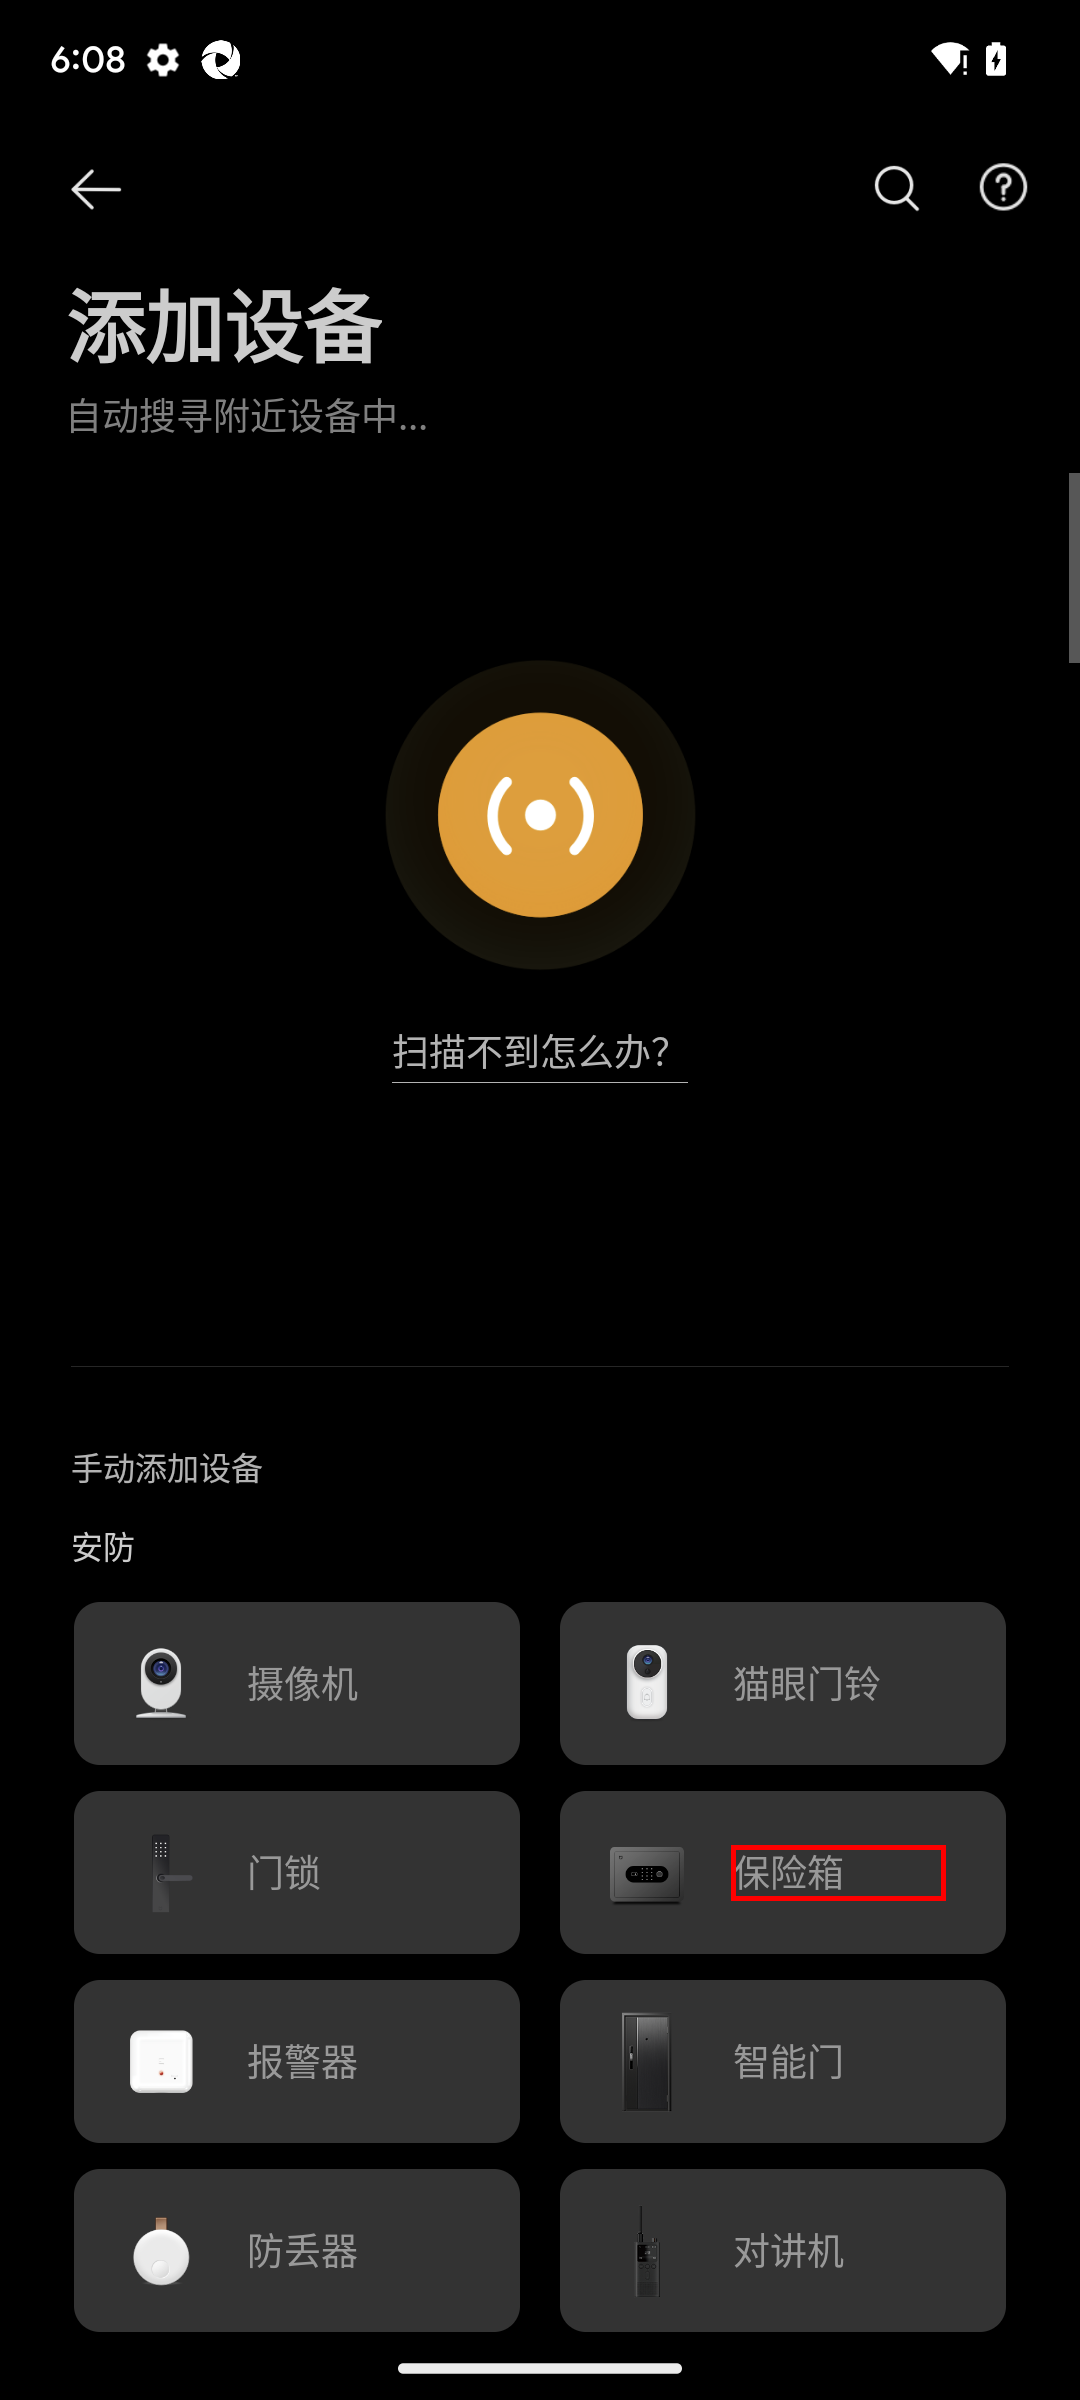 6:08
添加设备
自动搜寻附近设备中...
扫描不到怎么办？
手动添加设备
安防
摄像机
猫眼门铃
门锁
保险箱
报警器
智能门
防丢器
对讲机